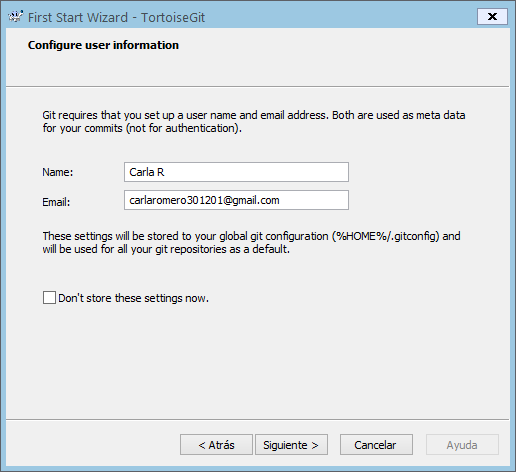 First Start Wizard - TortoiseGit
Configure user information
Git requires that you set up a user name and email address. Both are used as meta data
for your commits (not for authentication).
Name: Carla R
Email: carlaromero301201@gmail.com
These settings will be stored to your global git configuration (%HOME%/.gitconfig) and
will be used for all your git repositories as a default.
Don't store these settings now.
< Atrás Siguiente > Cancelar Ayuda